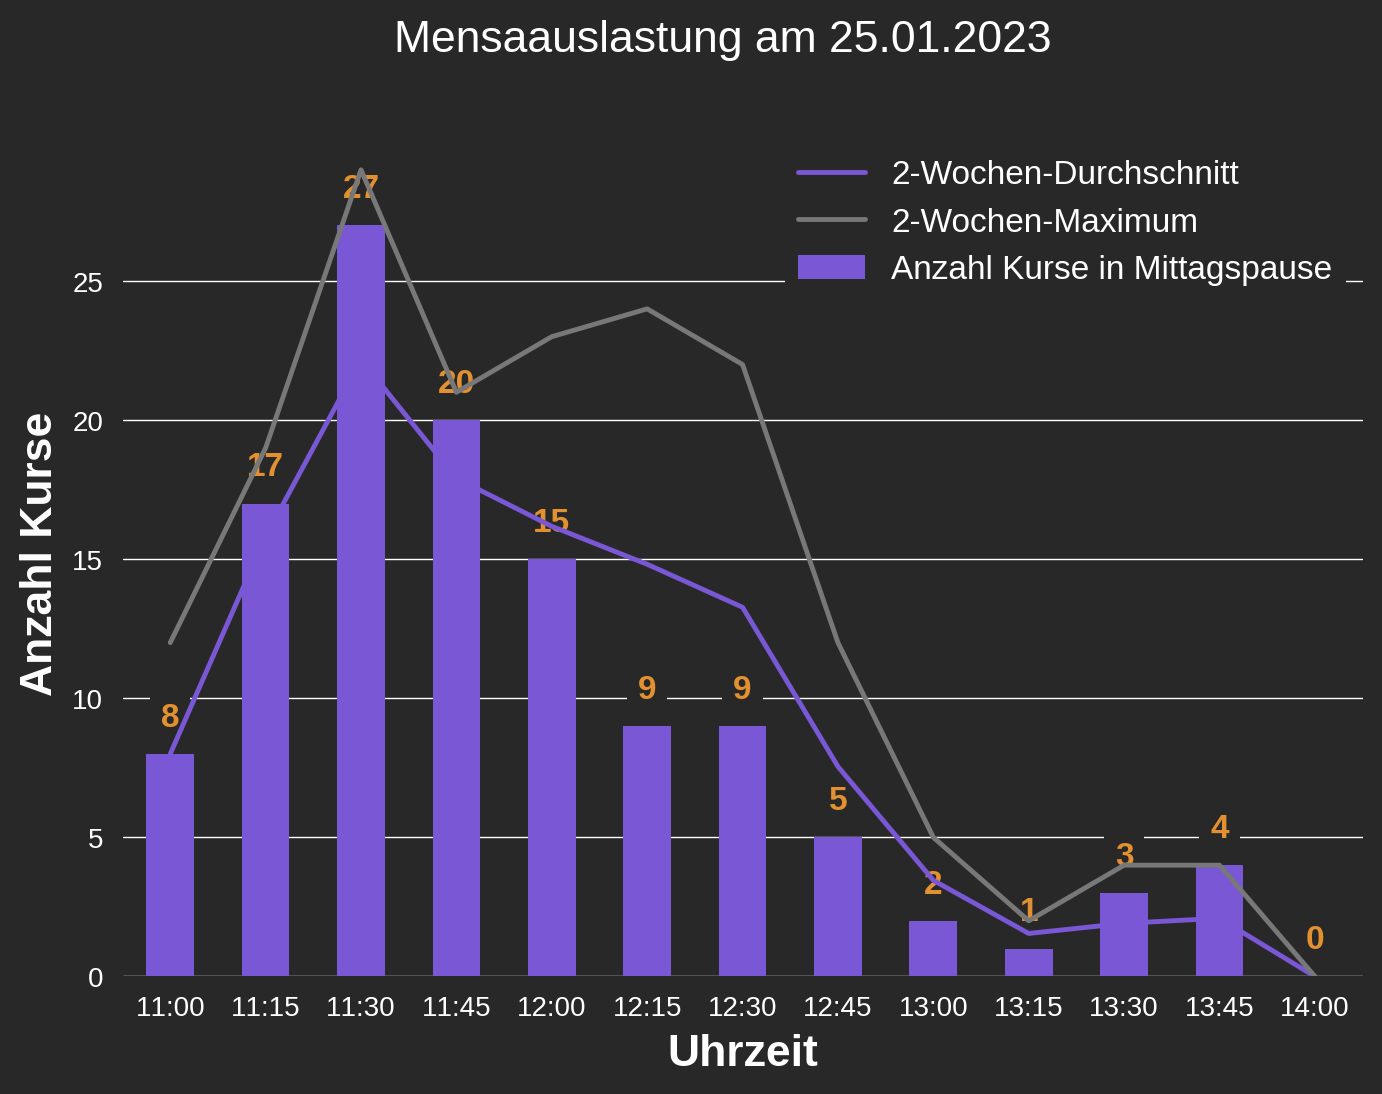 Mensaauslastung am 25.01.2023
2-Wochen-Durchschnitt
2-Wochen-Maximum
Anzahl Kurse in Mittagspause
Anzahl Kurse
25
20
15
10
5
0
8
17
27
20
15
9
9
5
2
1
3
4
0
11:00 11:15 11:30 11:45 12:00 12:15 12:30 12:45 13:00 13:15 13:30 13:45 14:00
Uhrzeit